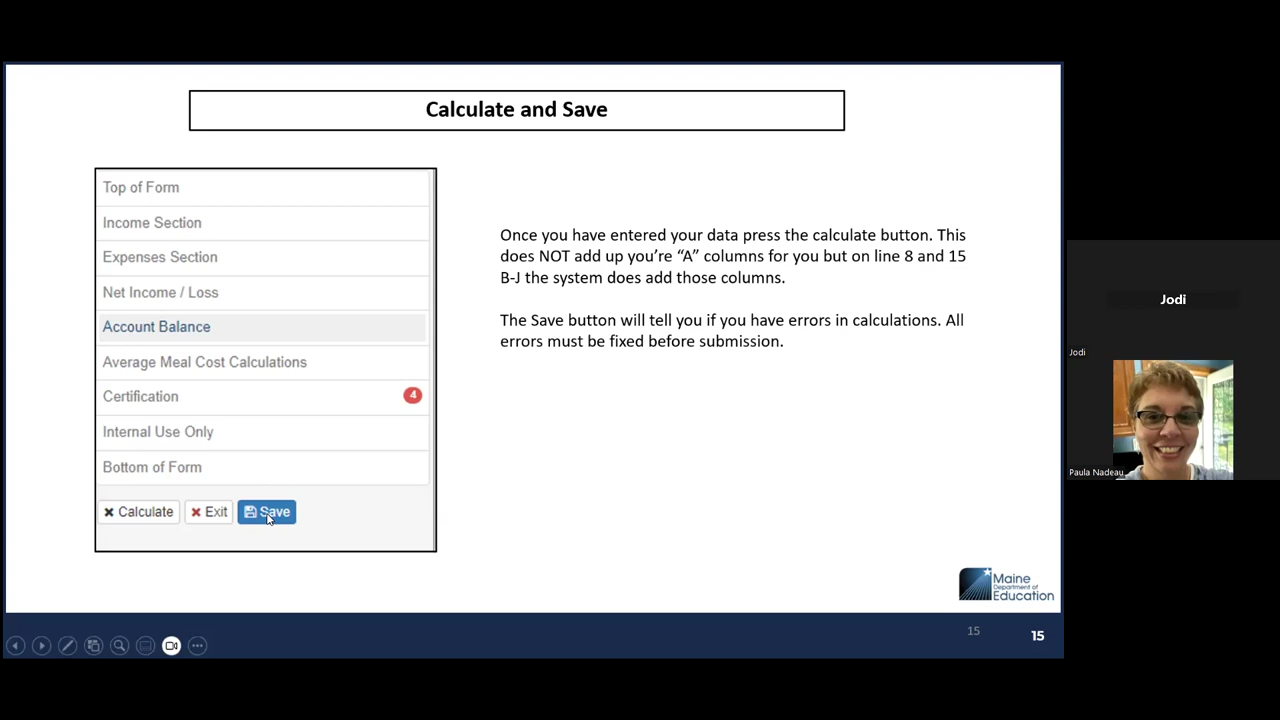 Calculate and Save
Top of Form
Income Section
Expenses Section
Net Income / Loss
Account Balance
Average Meal Cost Calculations
Certification
4
Internal Use Only
Bottom of Form
Calculate
Exit
Save
Once you have entered your data press the calculate button. This
does NOT add up you’re “A” columns for you but on line 8 and 15
B-J the system does add those columns.
The Save button will tell you if you have errors in calculations. All
errors must be fixed before submission.
Maine
Department of
Education
15
15
Jodi
Jodi
Paula Nadeau